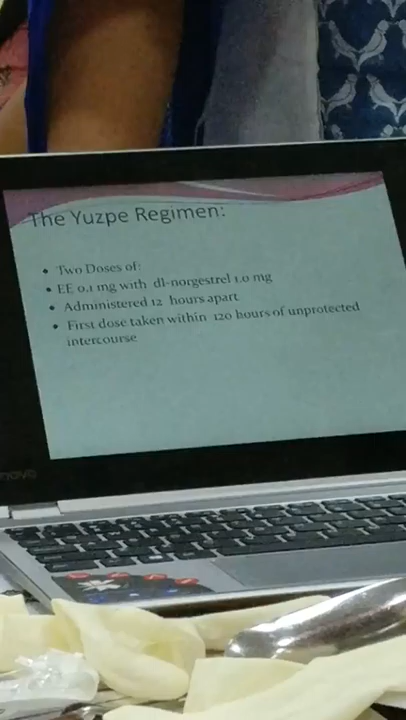 The Yuzpe Regimen:
• Two Doses of:
• EE 0.1 mg with dl-norgestrel 1.0 mg
• Administered 12 hours apart
• First dose taken within 120 hours of unprotected
intercourse